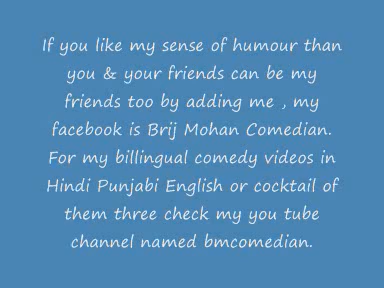 If you like my sense of humour than
you & your friends can be my
friends too by adding me , my
facebook is Brij Mohan Comedian.
For my billingual comedy videos in
Hindi Punjabi English or cocktail of
them three check my you tube
channel named bmcomedian.